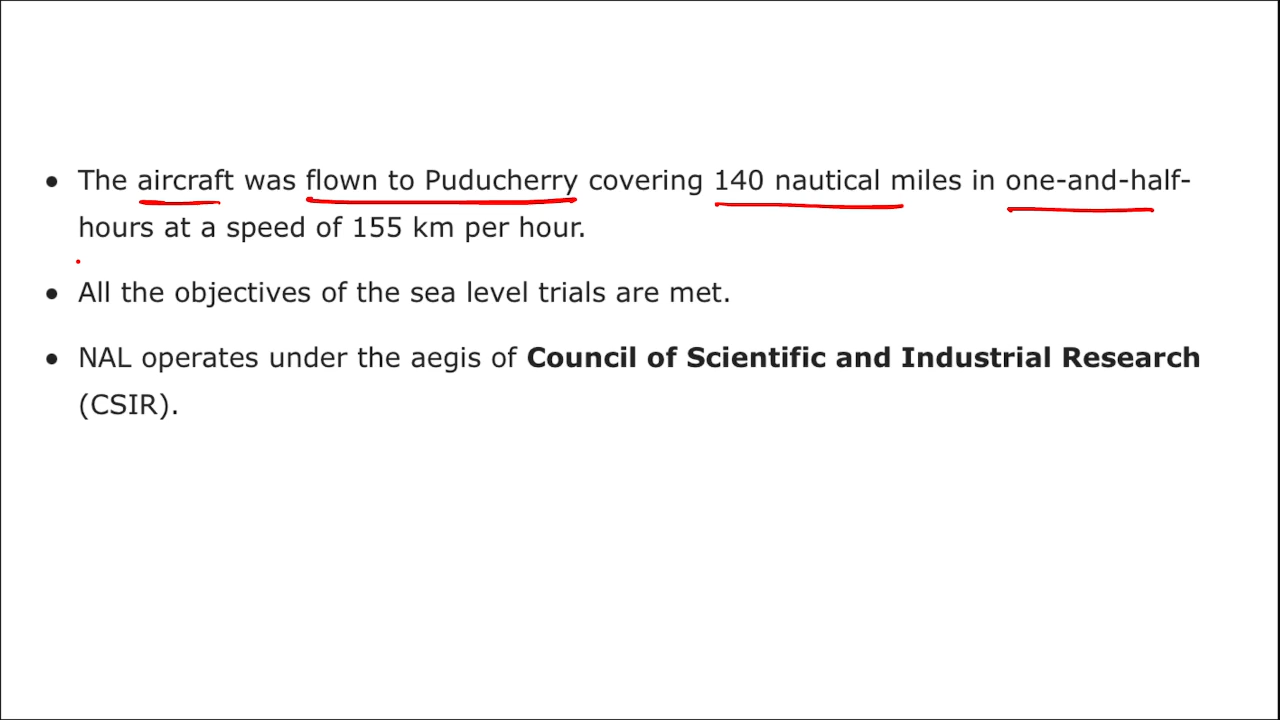 • The aircraft was flown to Puducherry covering 140 nautical miles in one-and-half-
hours at a speed of 155 km per hour.
• All the objectives of the sea level trials are met.
• NAL operates under the aegis of Council of Scientific and Industrial Research
(CSIR).